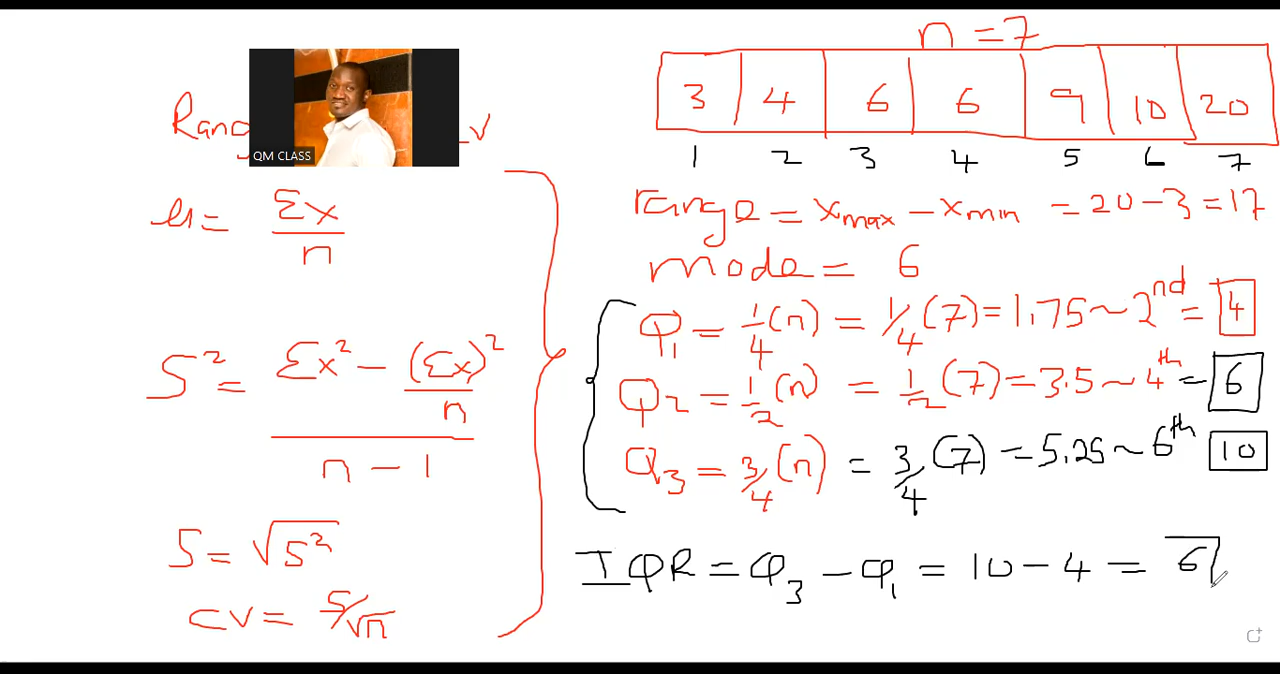 QM CLASS
μ = Σx / n
S² = (Σx² - (Σx)² / n) / (n - 1)
S = √S²
CV = S/√n
n = 7
3 4 6 6 9 10 20
1 2 3 4 5 6 7
range = xmax - xmin = 20 - 3 = 17
mode = 6
Q1 = 1/4 (n) = 1/4 (7) = 1.75 ~ 2nd = 4
Q2 = 1/2 (n) = 1/2 (7) = 3.5 ~ 4th = 6
Q3 = 3/4 (n) = 3/4 (7) = 5.25 ~ 6th 10
IQR = Q3 - Q1 = 10 - 4 = 6